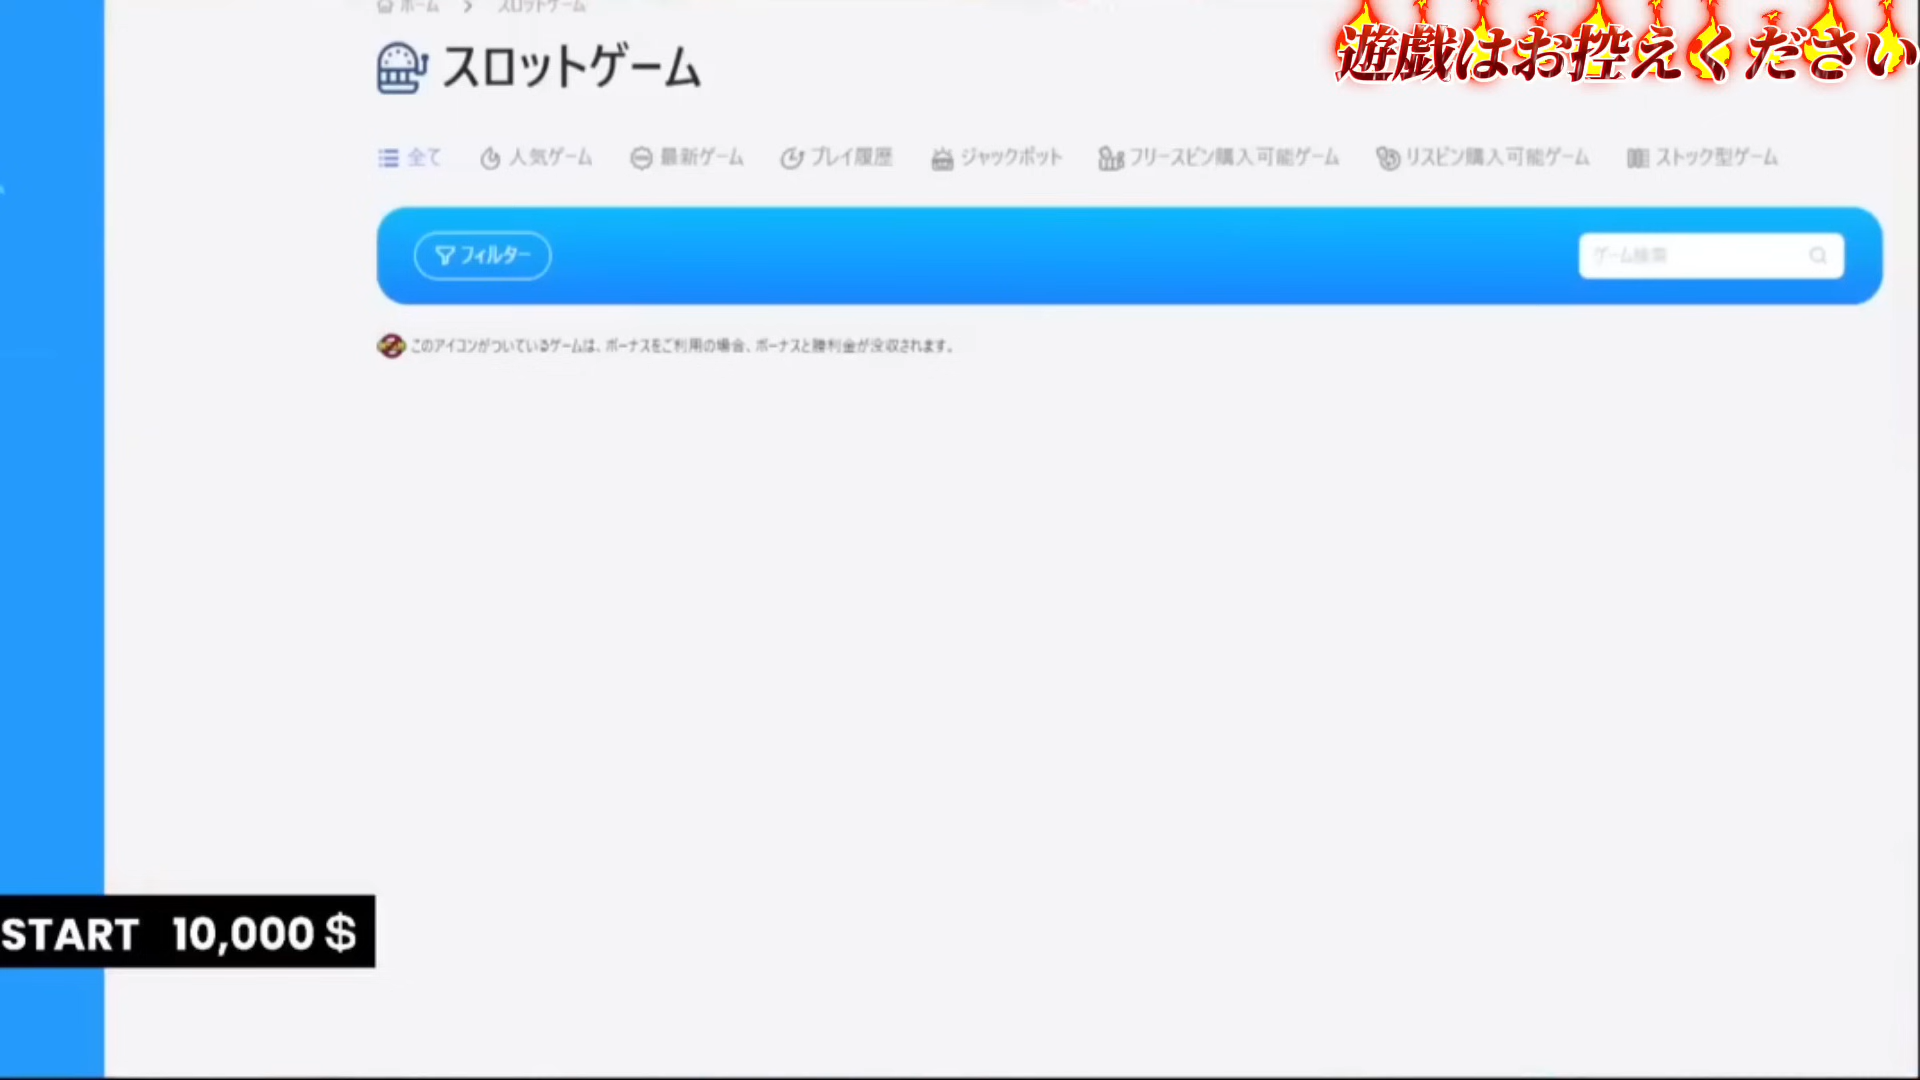 ホーム > スロットゲーム
遊戯はお控えください
スロットゲーム
全て 人気ゲーム 最新ゲーム プレイ履歴 ジャックポット フリースピン購入可能ゲーム リスピン購入可能ゲーム ストック型ゲーム
フィルター ゲーム検索
このアイコンがついているゲームは、ボーナスをご利用の場合、ボーナスと勝利金が没収されます。
START 10,000 $